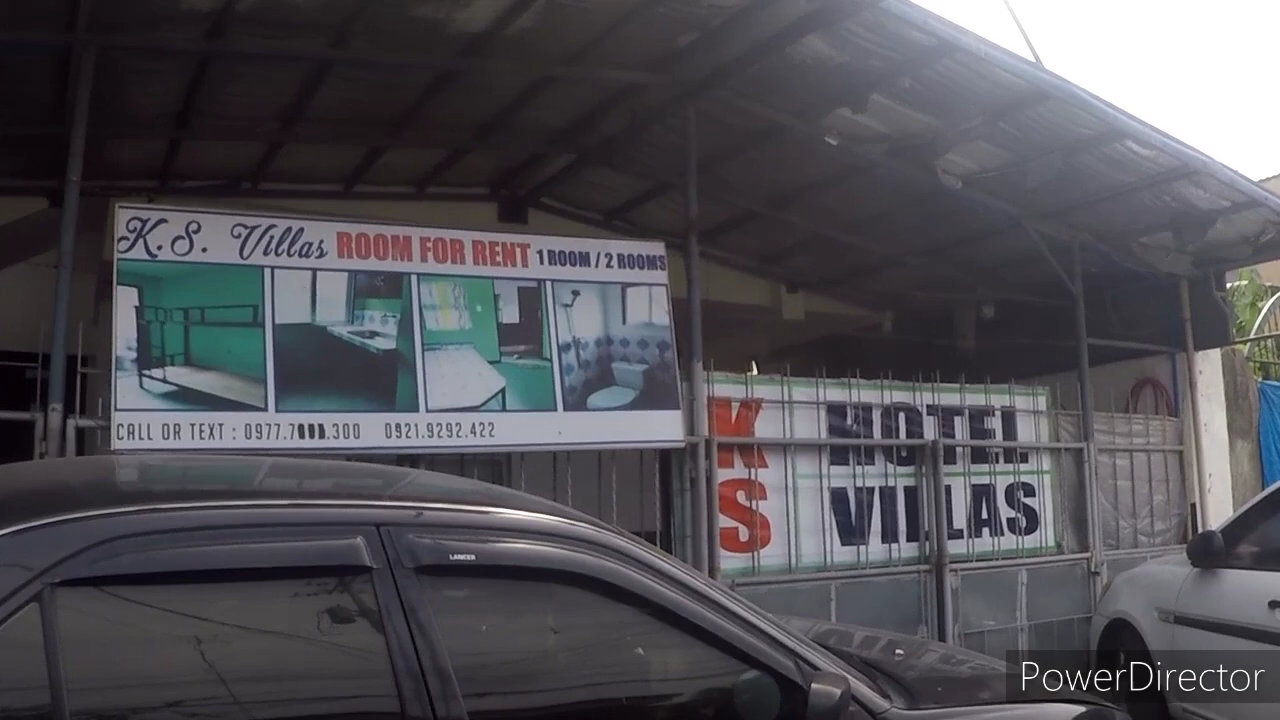 K.S. Villas ROOM FOR RENT 1 ROOM / 2 ROOMS
CALL OR TEXT : 0921.9292.422
K HOTEL
S VILLAS
LANCER
PowerDirector